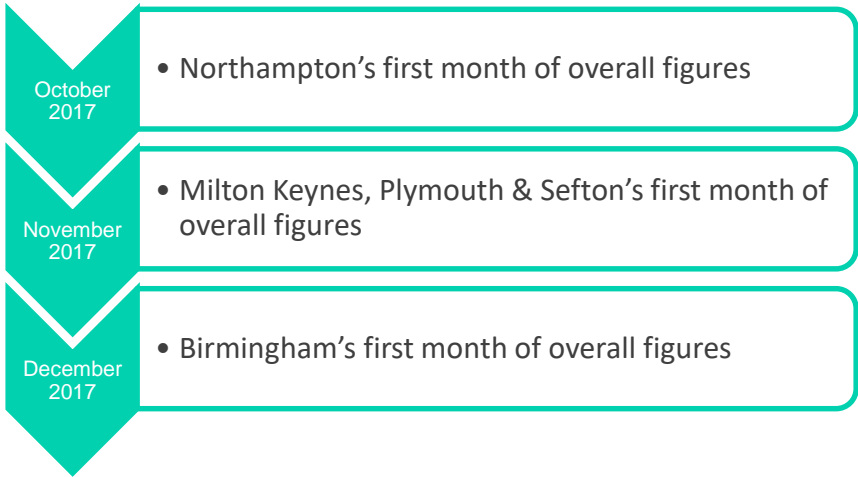 October
2017
• Northampton’s first month of overall figures
November
2017
• Milton Keynes, Plymouth & Sefton’s first month of
overall figures
December
2017
• Birmingham’s first month of overall figures